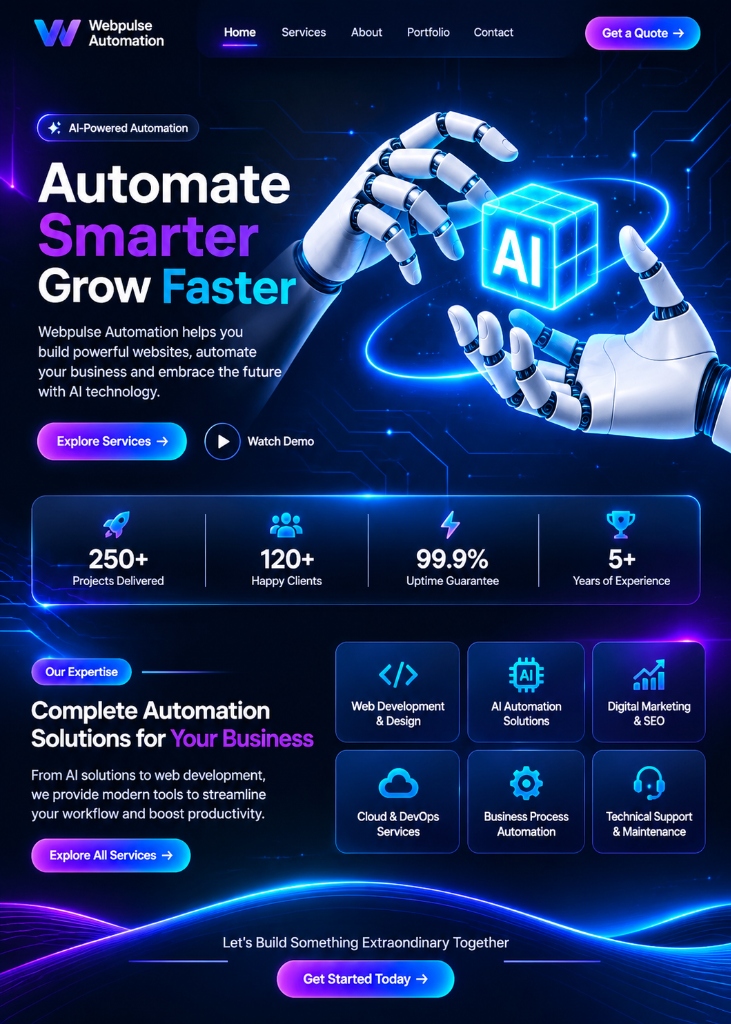 Webpulse
Automation
Home
Services
About
Portfolio
Contact
Get a Quote →
AI-Powered Automation
Automate
Smarter
Grow Faster
AI
Webpulse Automation helps you
build powerful websites, automate
your business and embrace the future
with AI technology.
Explore Services →
Watch Demo
250+
Projects Delivered
120+
Happy Clients
99.9%
Uptime Guarantee
5+
Years of Experience
Our Expertise
Complete Automation
Solutions for Your Business
From AI solutions to web development,
we provide modern tools to streamline
your workflow and boost productivity.
Explore All Services →
Web Development
& Design
AI
AI Automation
Solutions
Digital Marketing
& SEO
Cloud & DevOps
Services
Business Process
Automation
Technical Support
& Maintenance
Let's Build Something Extraondinary Together
Get Started Today →